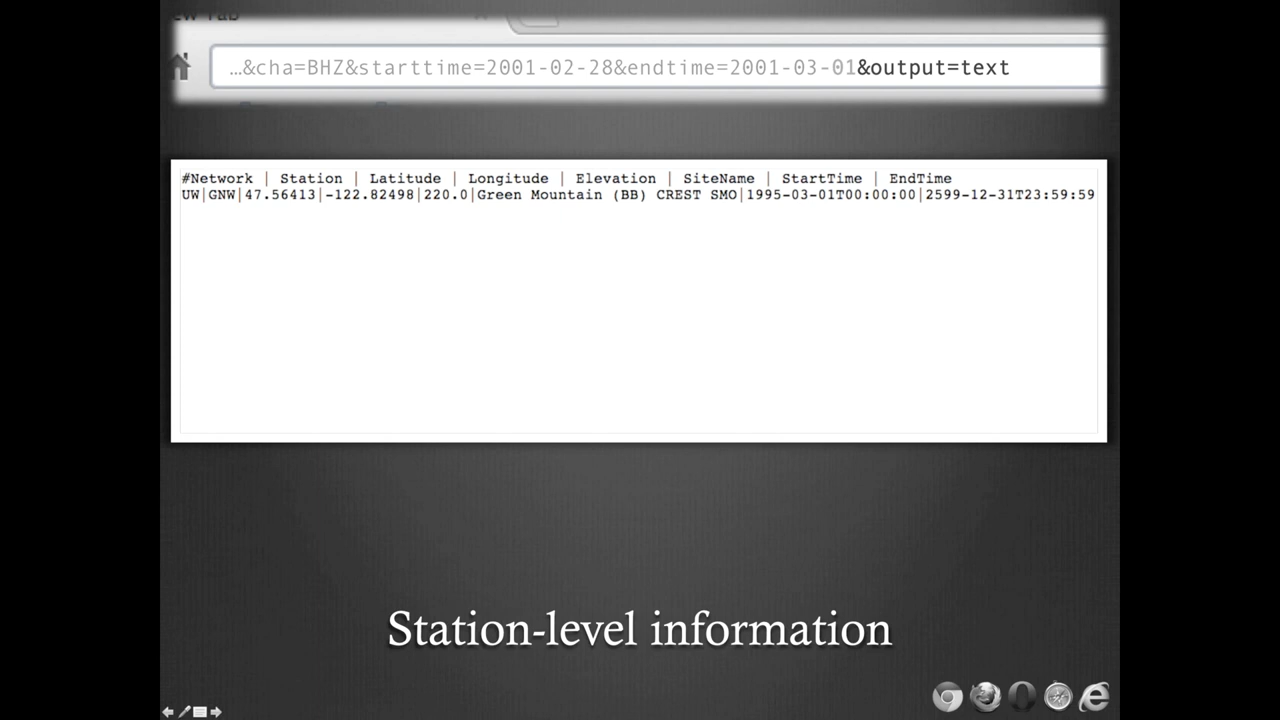 …&cha=BHZ&starttime=2001-02-28&endtime=2001-03-01&output=text
#Network | Station | Latitude | Longitude | Elevation | SiteName | StartTime | EndTime
UW|GNW|47.56413|-122.82498|220.0|Green Mountain (BB) CREST SMO|1995-03-01T00:00:00|2599-12-31T23:59:59
Station-level information